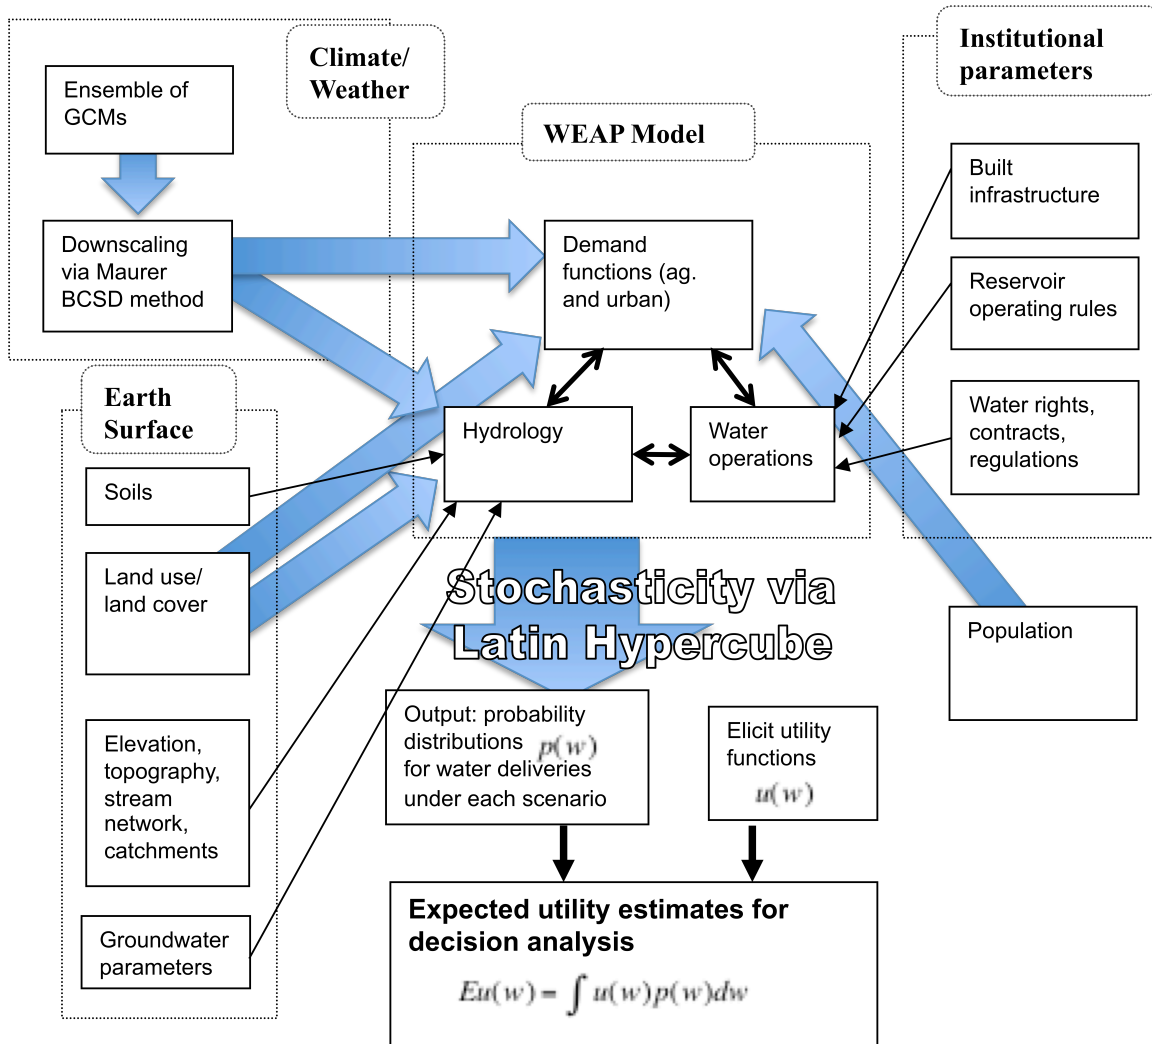 Climate/
Weather
Ensemble of
GCMs
Downscaling
via Maurer
BCSD method
WEAP Model
Demand
functions (ag.
and urban)
Hydrology
Water
operations
Institutional
parameters
Built
infrastructure
Reservoir
operating rules
Water rights,
contracts,
regulations
Population
Earth
Surface
Soils
Land use/
land cover
Elevation,
topography,
stream
network,
catchments
Groundwater
parameters
Stochasticity via
Latin Hypercube
Output: probability
distributions p(w)
for water deliveries
under each scenario
Elicit utility
functions
u(w)
Expected utility estimates for
decision analysis
Eu(w) = ∫ u(w)p(w)dw